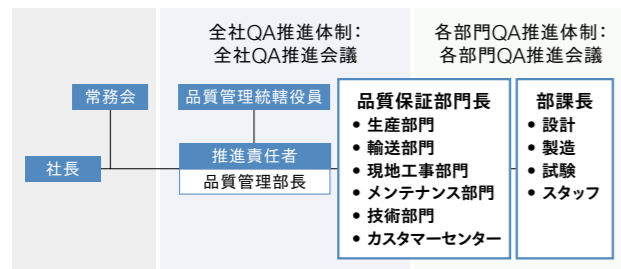 全社QA推進体制：
全社QA推進会議
各部門QA推進体制：
各部門QA推進会議
常務会
社長
品質管理統轄役員
推進責任者
品質管理部長
品質保証部門長
• 生産部門
• 輸送部門
• 現地工事部門
• メンテナンス部門
• 技術部門
• カスタマーセンター
部課長
• 設計
• 製造
• 試験
• スタッフ